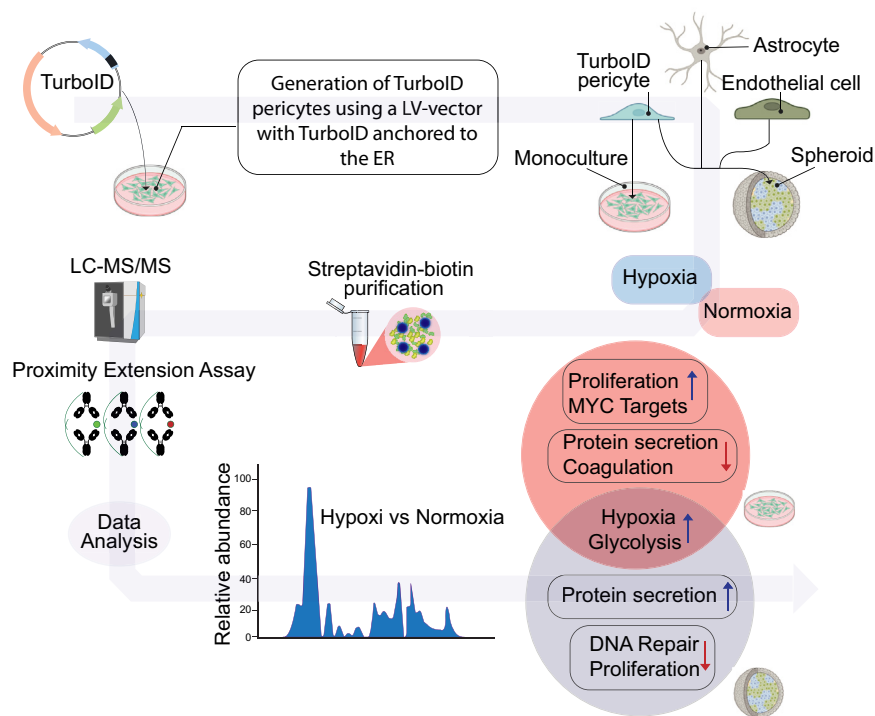 TurboID
Generation of TurboID
pericytes using a LV-vector
with TurboID anchored to
the ER
TurboID
pericyte
Astrocyte
Endothelial cell
Monoculture
Spheroid
Hypoxia
Normoxia
Streptavidin-biotin
purification
LC-MS/MS
Proximity Extension Assay
Data
Analysis
Relative abundance
100
80
60
40
20
0
Hypoxi vs Normoxia
Proliferation
MYC Targets
Protein secretion
Coagulation
Hypoxia
Glycolysis
Protein secretion
DNA Repair
Proliferation